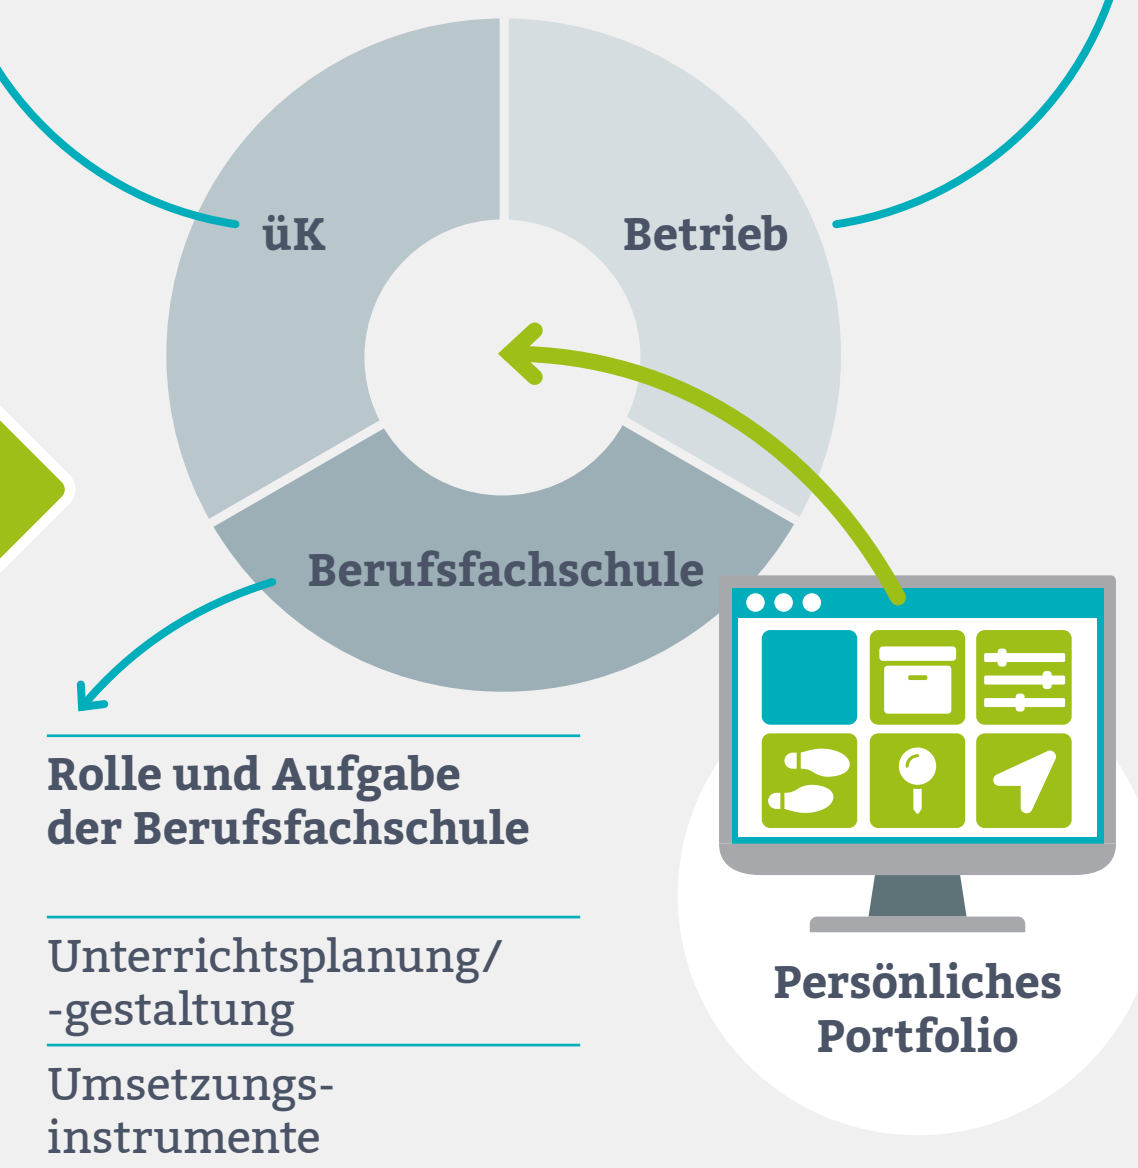 üK
Betrieb
Berufsfachschule
Rolle und Aufgabe
der Berufsfachschule
Unterrichtsplanung/
-gestaltung
Umsetzungs-
instrumente
Persönliches
Portfolio